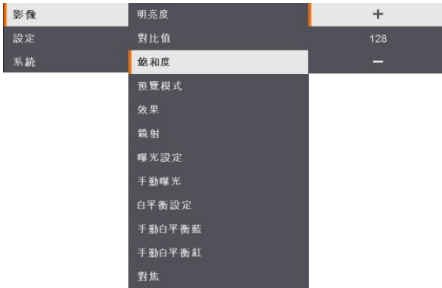 影像
設定
系統
明亮度
對比值
飽和度
預覽模式
效果
鏡射
曝光設定
手動曝光
白平衡設定
手動白平衡藍
手動白平衡紅
對焦
+
128
−